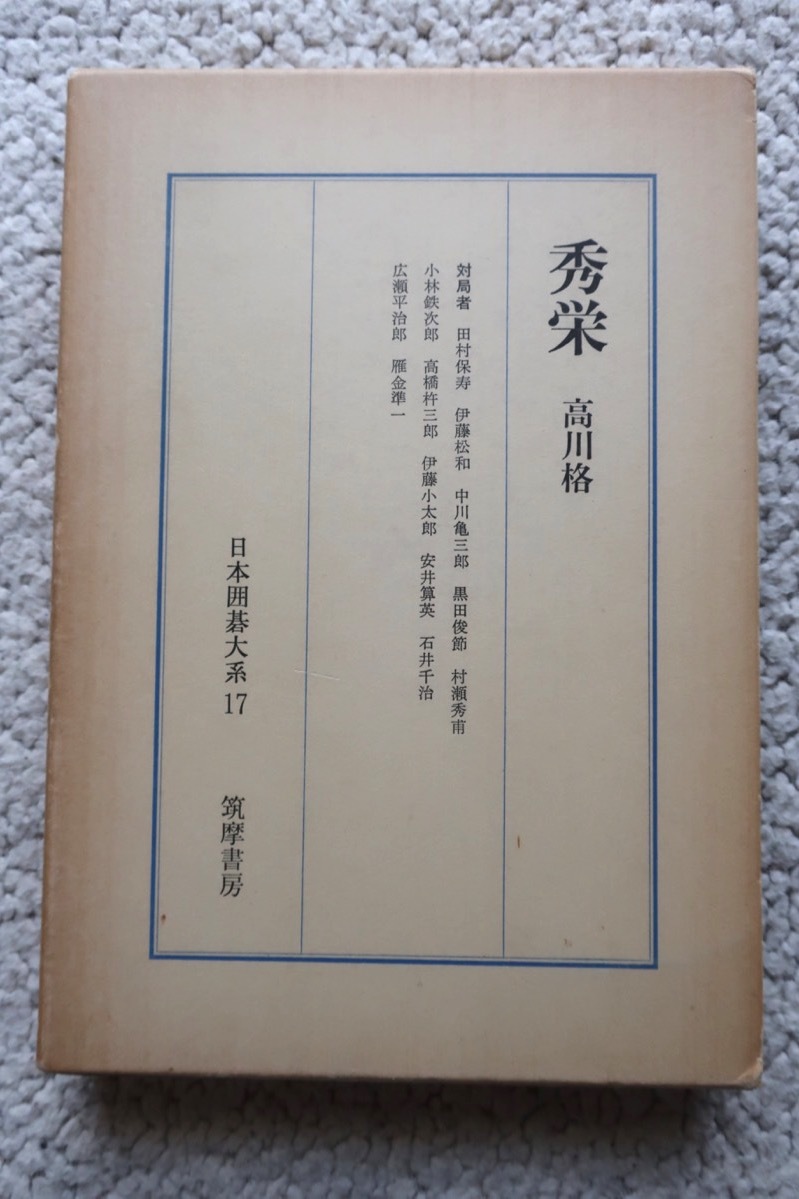 秀栄 高川格
対局者 田村保寿 伊藤松和 中川亀三郎 黒田俊節 村瀬秀甫
小林鉄次郎 高橋杵三郎 伊藤小太郎 安井算英 石井千治
広瀬平治郎 雁金準一
日本囲碁大系 17 筑摩書房